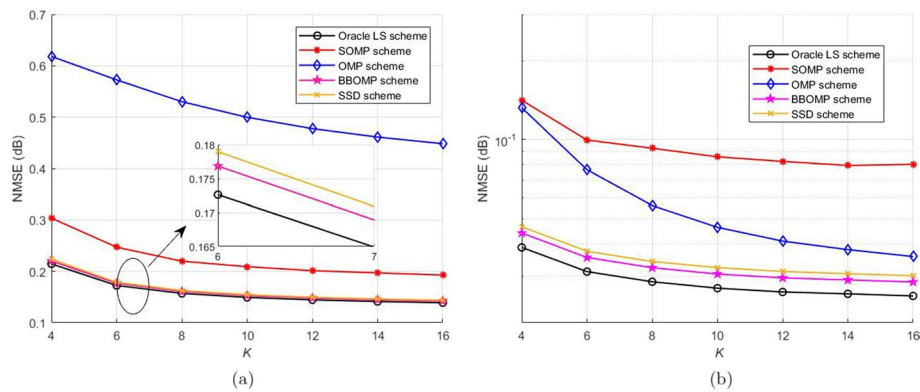 0.7
0.6
0.5
0.4
0.3
0.2
0.1
NMSE (dB)
Oracle LS scheme
SOMP scheme
OMP scheme
BBOMP scheme
SSD scheme
0.18
0.175
0.17
0.165
6
7
4
6
8
10
12
14
16
K
(a)
10-1
NMSE (dB)
Oracle LS scheme
SOMP scheme
OMP scheme
BBOMP scheme
SSD scheme
4
6
8
10
12
14
16
K
(b)